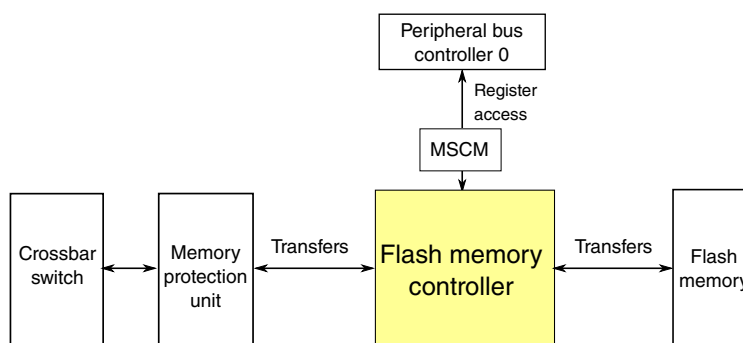 Peripheral bus
controller 0
Register
access
MSCM
Crossbar
switch
Memory
protection
unit
Transfers
Flash memory
controller
Transfers
Flash
memory